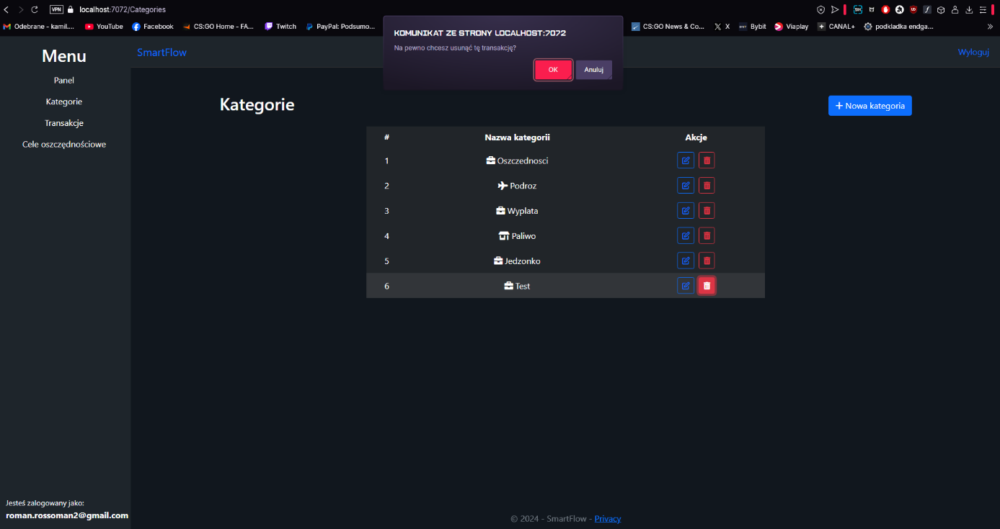 VPN localhost:7072/Categories
Odebrane - kamil.... YouTube Facebook CS:GO Home - FA... Twitch PayPal: Podsumo... CS:GO News & Co... X Bybit Viaplay CANAL+ podkladka endga...
KOMUNIKAT ZE STRONY LOCALHOST:7072
Na pewno chcesz usunąć tę transakcję?
OK Anuluj
Menu
Panel
Kategorie
Transakcje
Cele oszczędnościowe
SmartFlow Wyloguj
Kategorie + Nowa kategoria
# Nazwa kategorii Akcje
1 Oszczednosci
2 Podroz
3 Wyplata
4 Paliwo
5 Jedzonko
6 Test
Jesteś zalogowany jako:
roman.rossoman2@gmail.com
© 2024 - SmartFlow - Privacy